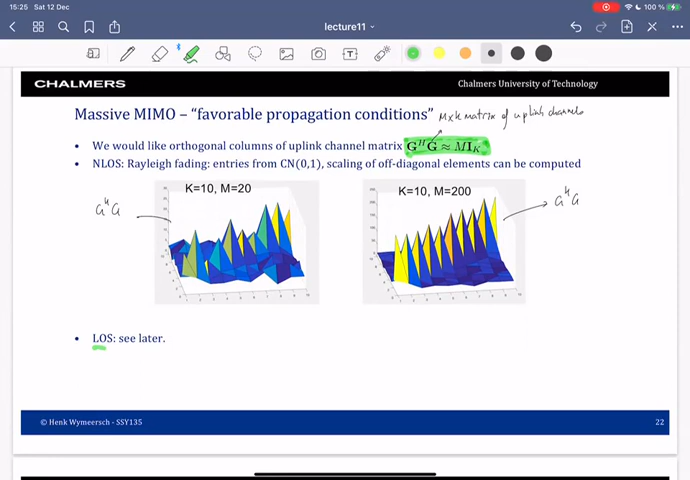 15:25 Sat 12 Dec
100 %
lecture11
CHALMERS
Chalmers University of Technology
Massive MIMO – “favorable propagation conditions” MxK matrix of uplink channels
• We would like orthogonal columns of uplink channel matrix G^H G ≈ MI_K
• NLOS: Rayleigh fading: entries from CN(0,1), scaling of off-diagonal elements can be computed
K=10, M=20
K=10, M=200
G^H G
G^H G
• LOS: see later.
© Henk Wymeersch - SSY135
22